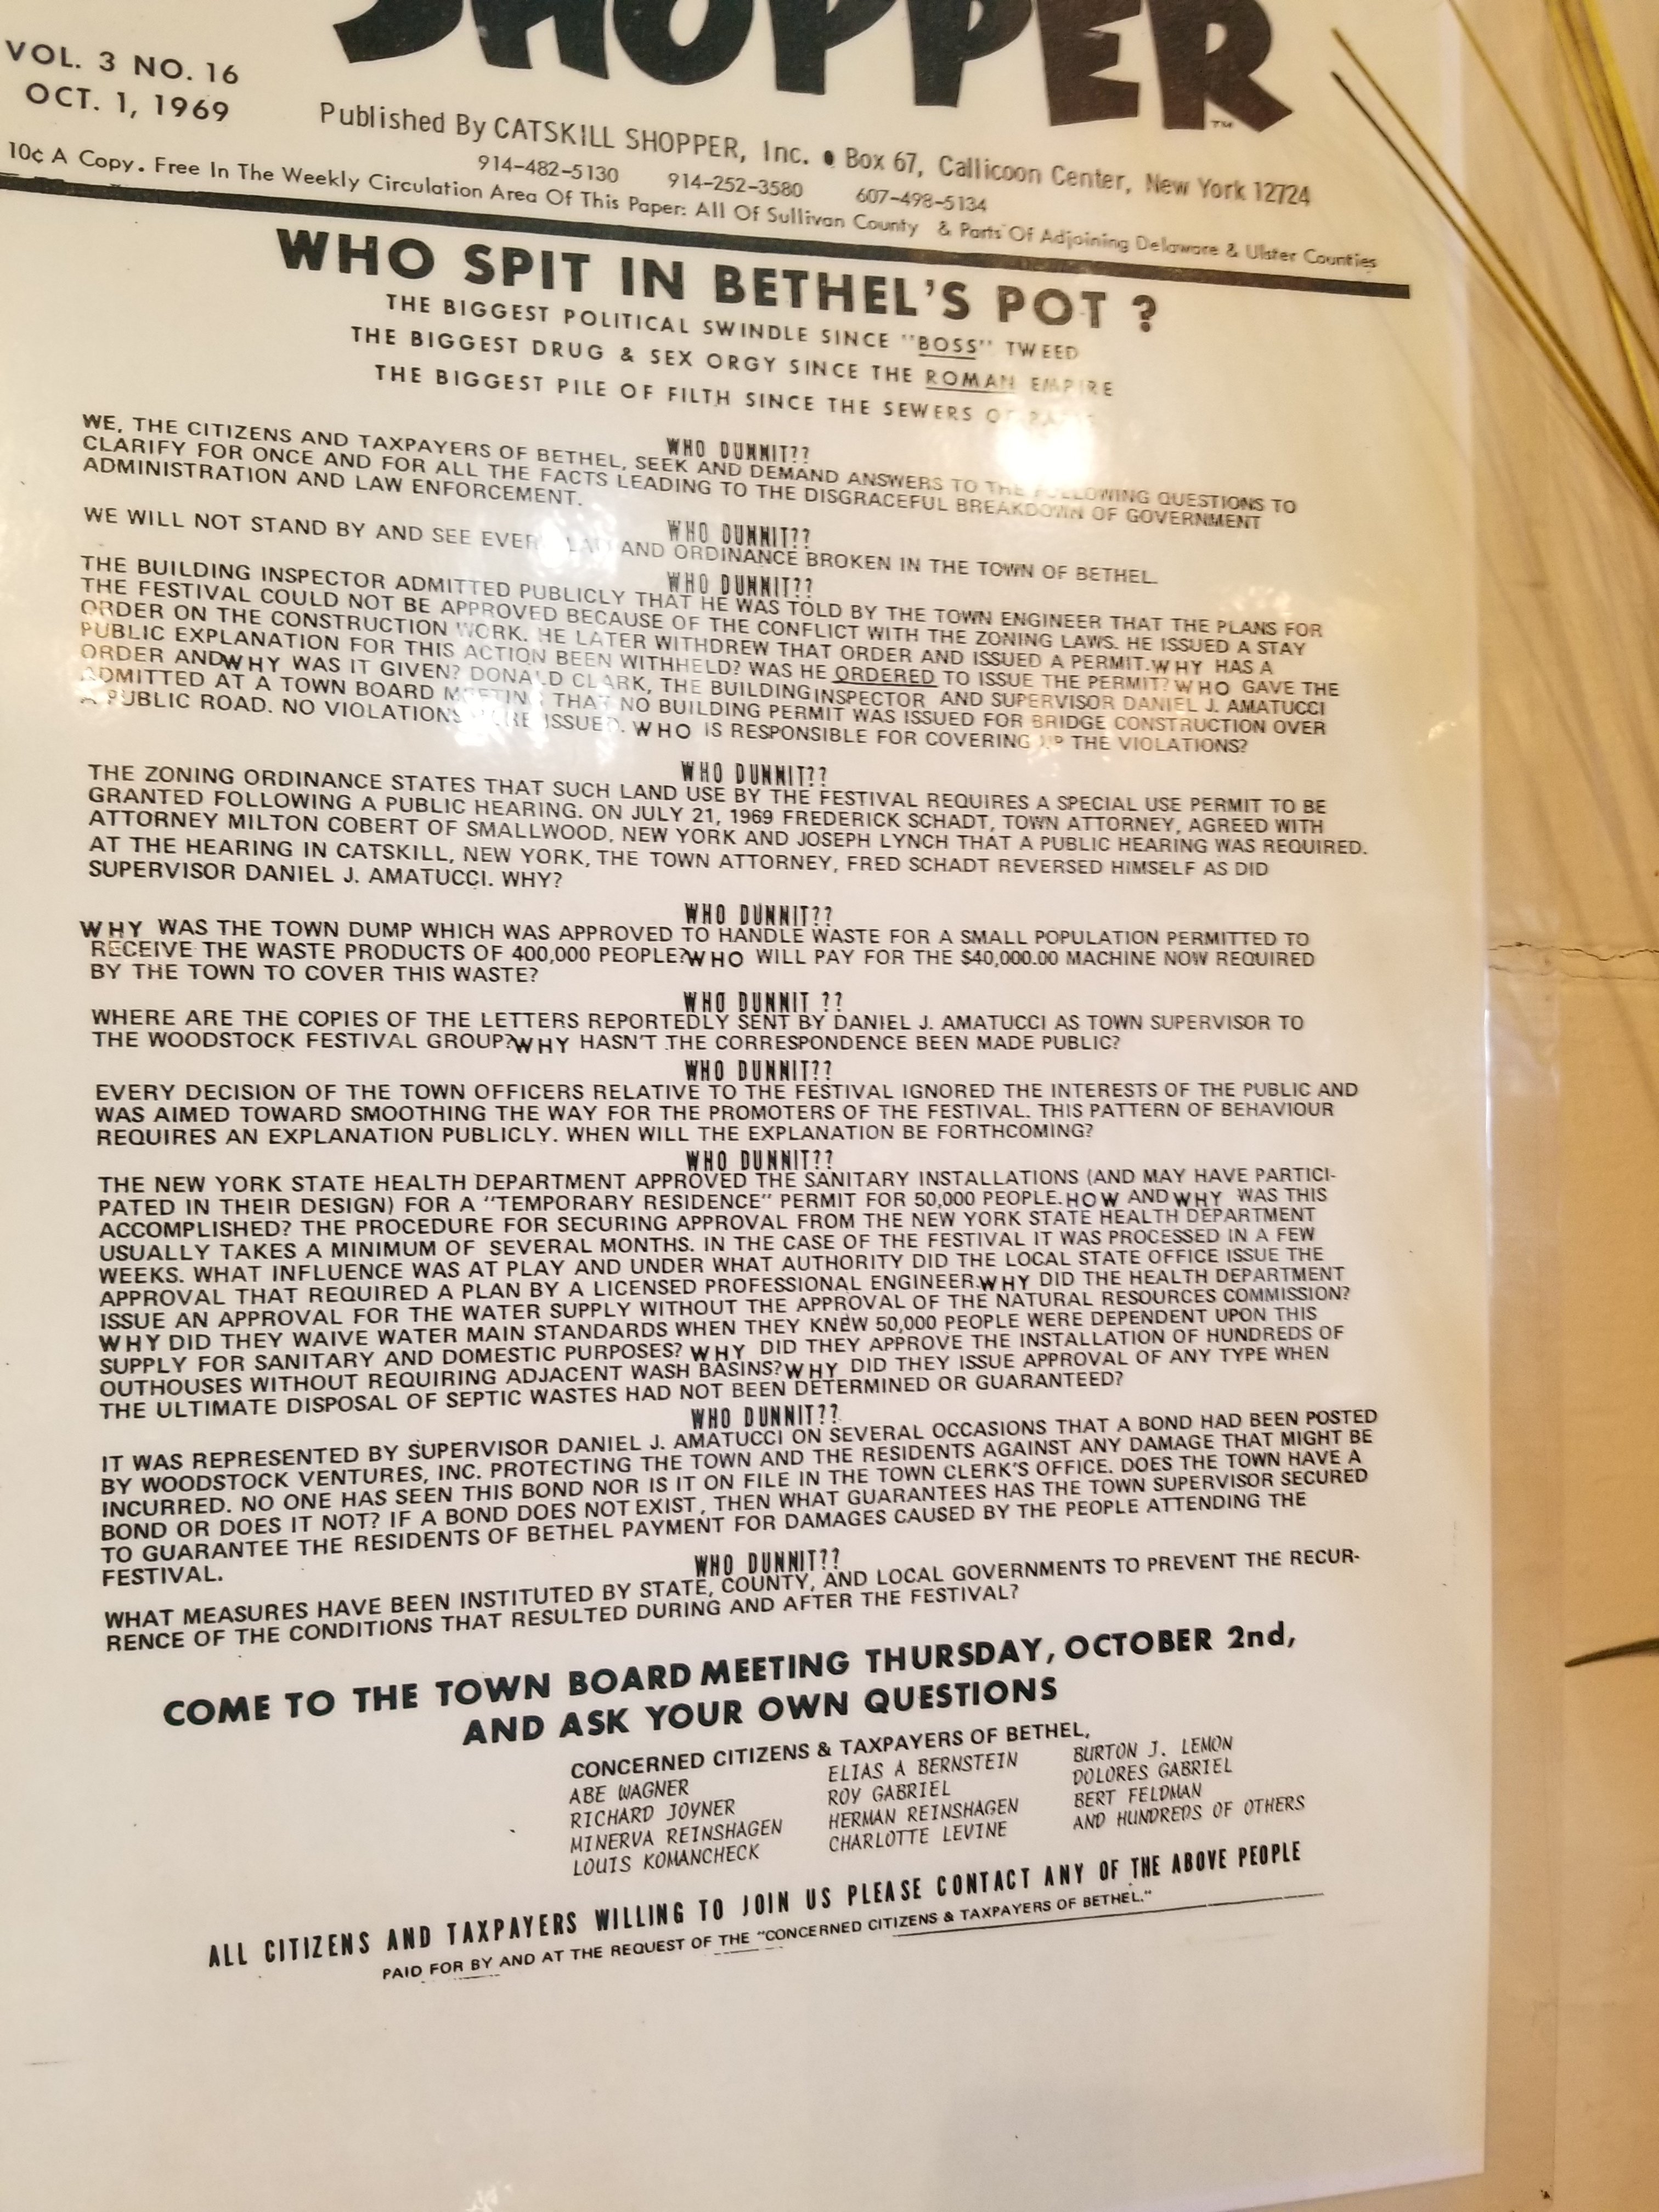 SHOPPER
TM
VOL. 3 NO. 16
OCT. 1, 1969
Published By CATSKILL SHOPPER, Inc. ● Box 67, Callicoon Center, New York 12724
914-482-5130 914-252-3580 607-498-5134
10¢ A Copy. Free In The Weekly Circulation Area Of This Paper: All Of Sullivan County & Parts Of Adjoining Delaware & Ulster Counties
WHO SPIT IN BETHEL'S POT ?
THE BIGGEST POLITICAL SWINDLE SINCE "BOSS" TWEED
THE BIGGEST DRUG & SEX ORGY SINCE THE ROMAN EMPIRE
THE BIGGEST PILE OF FILTH SINCE THE SEWERS OF
WHO DUNNIT??
WE, THE CITIZENS AND TAXPAYERS OF BETHEL, SEEK AND DEMAND ANSWERS TO THE FOLLOWING QUESTIONS TO
CLARIFY FOR ONCE AND FOR ALL THE FACTS LEADING TO THE DISGRACEFUL BREAKDOWN OF GOVERNMENT
ADMINISTRATION AND LAW ENFORCEMENT.
WHO DUNNIT??
WE WILL NOT STAND BY AND SEE EVERY LAW AND ORDINANCE BROKEN IN THE TOWN OF BETHEL.
WHO DUNNIT??
THE BUILDING INSPECTOR ADMITTED PUBLICLY THAT HE WAS TOLD BY THE TOWN ENGINEER THAT THE PLANS FOR
THE FESTIVAL COULD NOT BE APPROVED BECAUSE OF THE CONFLICT WITH THE ZONING LAWS. HE ISSUED A STAY
ORDER ON THE CONSTRUCTION WORK. HE LATER WITHDREW THAT ORDER AND ISSUED A PERMIT.WHY HAS A
PUBLIC EXPLANATION FOR THIS ACTION BEEN WITHHELD? WAS HE ORDERED TO ISSUE THE PERMIT? WHO GAVE THE
ORDER ANDWHY WAS IT GIVEN? DONALD CLARK, THE BUILDING INSPECTOR AND SUPERVISOR DANIEL J. AMATUCCI
ADMITTED AT A TOWN BOARD MEETING THAT NO BUILDING PERMIT WAS ISSUED FOR BRIDGE CONSTRUCTION OVER
A PUBLIC ROAD. NO VIOLATIONS WERE ISSUED. WHO IS RESPONSIBLE FOR COVERING UP THE VIOLATIONS?
WHO DUNNIT??
THE ZONING ORDINANCE STATES THAT SUCH LAND USE BY THE FESTIVAL REQUIRES A SPECIAL USE PERMIT TO BE
GRANTED FOLLOWING A PUBLIC HEARING. ON JULY 21, 1969 FREDERICK SCHADT, TOWN ATTORNEY, AGREED WITH
ATTORNEY MILTON COBERT OF SMALLWOOD, NEW YORK AND JOSEPH LYNCH THAT A PUBLIC HEARING WAS REQUIRED.
AT THE HEARING IN CATSKILL, NEW YORK, THE TOWN ATTORNEY, FRED SCHADT REVERSED HIMSELF AS DID
SUPERVISOR DANIEL J. AMATUCCI. WHY?
WHO DUNNIT??
WHY WAS THE TOWN DUMP WHICH WAS APPROVED TO HANDLE WASTE FOR A SMALL POPULATION PERMITTED TO
RECEIVE THE WASTE PRODUCTS OF 400,000 PEOPLE?WHO WILL PAY FOR THE $40,000.00 MACHINE NOW REQUIRED
BY THE TOWN TO COVER THIS WASTE?
WHO DUNNIT ??
WHERE ARE THE COPIES OF THE LETTERS REPORTEDLY SENT BY DANIEL J. AMATUCCI AS TOWN SUPERVISOR TO
THE WOODSTOCK FESTIVAL GROUP?WHY HASN'T THE CORRESPONDENCE BEEN MADE PUBLIC?
WHO DUNNIT??
EVERY DECISION OF THE TOWN OFFICERS RELATIVE TO THE FESTIVAL IGNORED THE INTERESTS OF THE PUBLIC AND
WAS AIMED TOWARD SMOOTHING THE WAY FOR THE PROMOTERS OF THE FESTIVAL. THIS PATTERN OF BEHAVIOUR
REQUIRES AN EXPLANATION PUBLICLY. WHEN WILL THE EXPLANATION BE FORTHCOMING?
WHO DUNNIT??
THE NEW YORK STATE HEALTH DEPARTMENT APPROVED THE SANITARY INSTALLATIONS (AND MAY HAVE PARTICI-
PATED IN THEIR DESIGN) FOR A "TEMPORARY RESIDENCE" PERMIT FOR 50,000 PEOPLE.HOW AND WHY WAS THIS
ACCOMPLISHED? THE PROCEDURE FOR SECURING APPROVAL FROM THE NEW YORK STATE HEALTH DEPARTMENT
USUALLY TAKES A MINIMUM OF SEVERAL MONTHS. IN THE CASE OF THE FESTIVAL IT WAS PROCESSED IN A FEW
WEEKS. WHAT INFLUENCE WAS AT PLAY AND UNDER WHAT AUTHORITY DID THE LOCAL STATE OFFICE ISSUE THE
APPROVAL THAT REQUIRED A PLAN BY A LICENSED PROFESSIONAL ENGINEER.WHY DID THE HEALTH DEPARTMENT
ISSUE AN APPROVAL FOR THE WATER SUPPLY WITHOUT THE APPROVAL OF THE NATURAL RESOURCES COMMISSION?
WHY DID THEY WAIVE WATER MAIN STANDARDS WHEN THEY KNEW 50,000 PEOPLE WERE DEPENDENT UPON THIS
SUPPLY FOR SANITARY AND DOMESTIC PURPOSES? WHY DID THEY APPROVE THE INSTALLATION OF HUNDREDS OF
OUTHOUSES WITHOUT REQUIRING ADJACENT WASH BASINS?WHY DID THEY ISSUE APPROVAL OF ANY TYPE WHEN
THE ULTIMATE DISPOSAL OF SEPTIC WASTES HAD NOT BEEN DETERMINED OR GUARANTEED?
WHO DUNNIT??
IT WAS REPRESENTED BY SUPERVISOR DANIEL J. AMATUCCI ON SEVERAL OCCASIONS THAT A BOND HAD BEEN POSTED
BY WOODSTOCK VENTURES, INC. PROTECTING THE TOWN AND THE RESIDENTS AGAINST ANY DAMAGE THAT MIGHT BE
INCURRED. NO ONE HAS SEEN THIS BOND NOR IS IT ON FILE IN THE TOWN CLERK'S OFFICE. DOES THE TOWN HAVE A
BOND OR DOES IT NOT? IF A BOND DOES NOT EXIST, THEN WHAT GUARANTEES HAS THE TOWN SUPERVISOR SECURED
TO GUARANTEE THE RESIDENTS OF BETHEL PAYMENT FOR DAMAGES CAUSED BY THE PEOPLE ATTENDING THE
FESTIVAL.
WHO DUNNIT??
WHAT MEASURES HAVE BEEN INSTITUTED BY STATE, COUNTY, AND LOCAL GOVERNMENTS TO PREVENT THE RECUR-
RENCE OF THE CONDITIONS THAT RESULTED DURING AND AFTER THE FESTIVAL?
COME TO THE TOWN BOARD MEETING THURSDAY, OCTOBER 2nd,
AND ASK YOUR OWN QUESTIONS
CONCERNED CITIZENS & TAXPAYERS OF BETHEL,
ABE WAGNER ELIAS A BERNSTEIN BURTON J. LEMON
RICHARD JOYNER ROY GABRIEL DOLORES GABRIEL
MINERVA REINSHAGEN HERMAN REINSHAGEN BERT FELDMAN
LOUIS KOMANCHECK CHARLOTTE LEVINE AND HUNDREDS OF OTHERS
ALL CITIZENS AND TAXPAYERS WILLING TO JOIN US PLEASE CONTACT ANY OF THE ABOVE PEOPLE
PAID FOR BY AND AT THE REQUEST OF THE "CONCERNED CITIZENS & TAXPAYERS OF BETHEL."